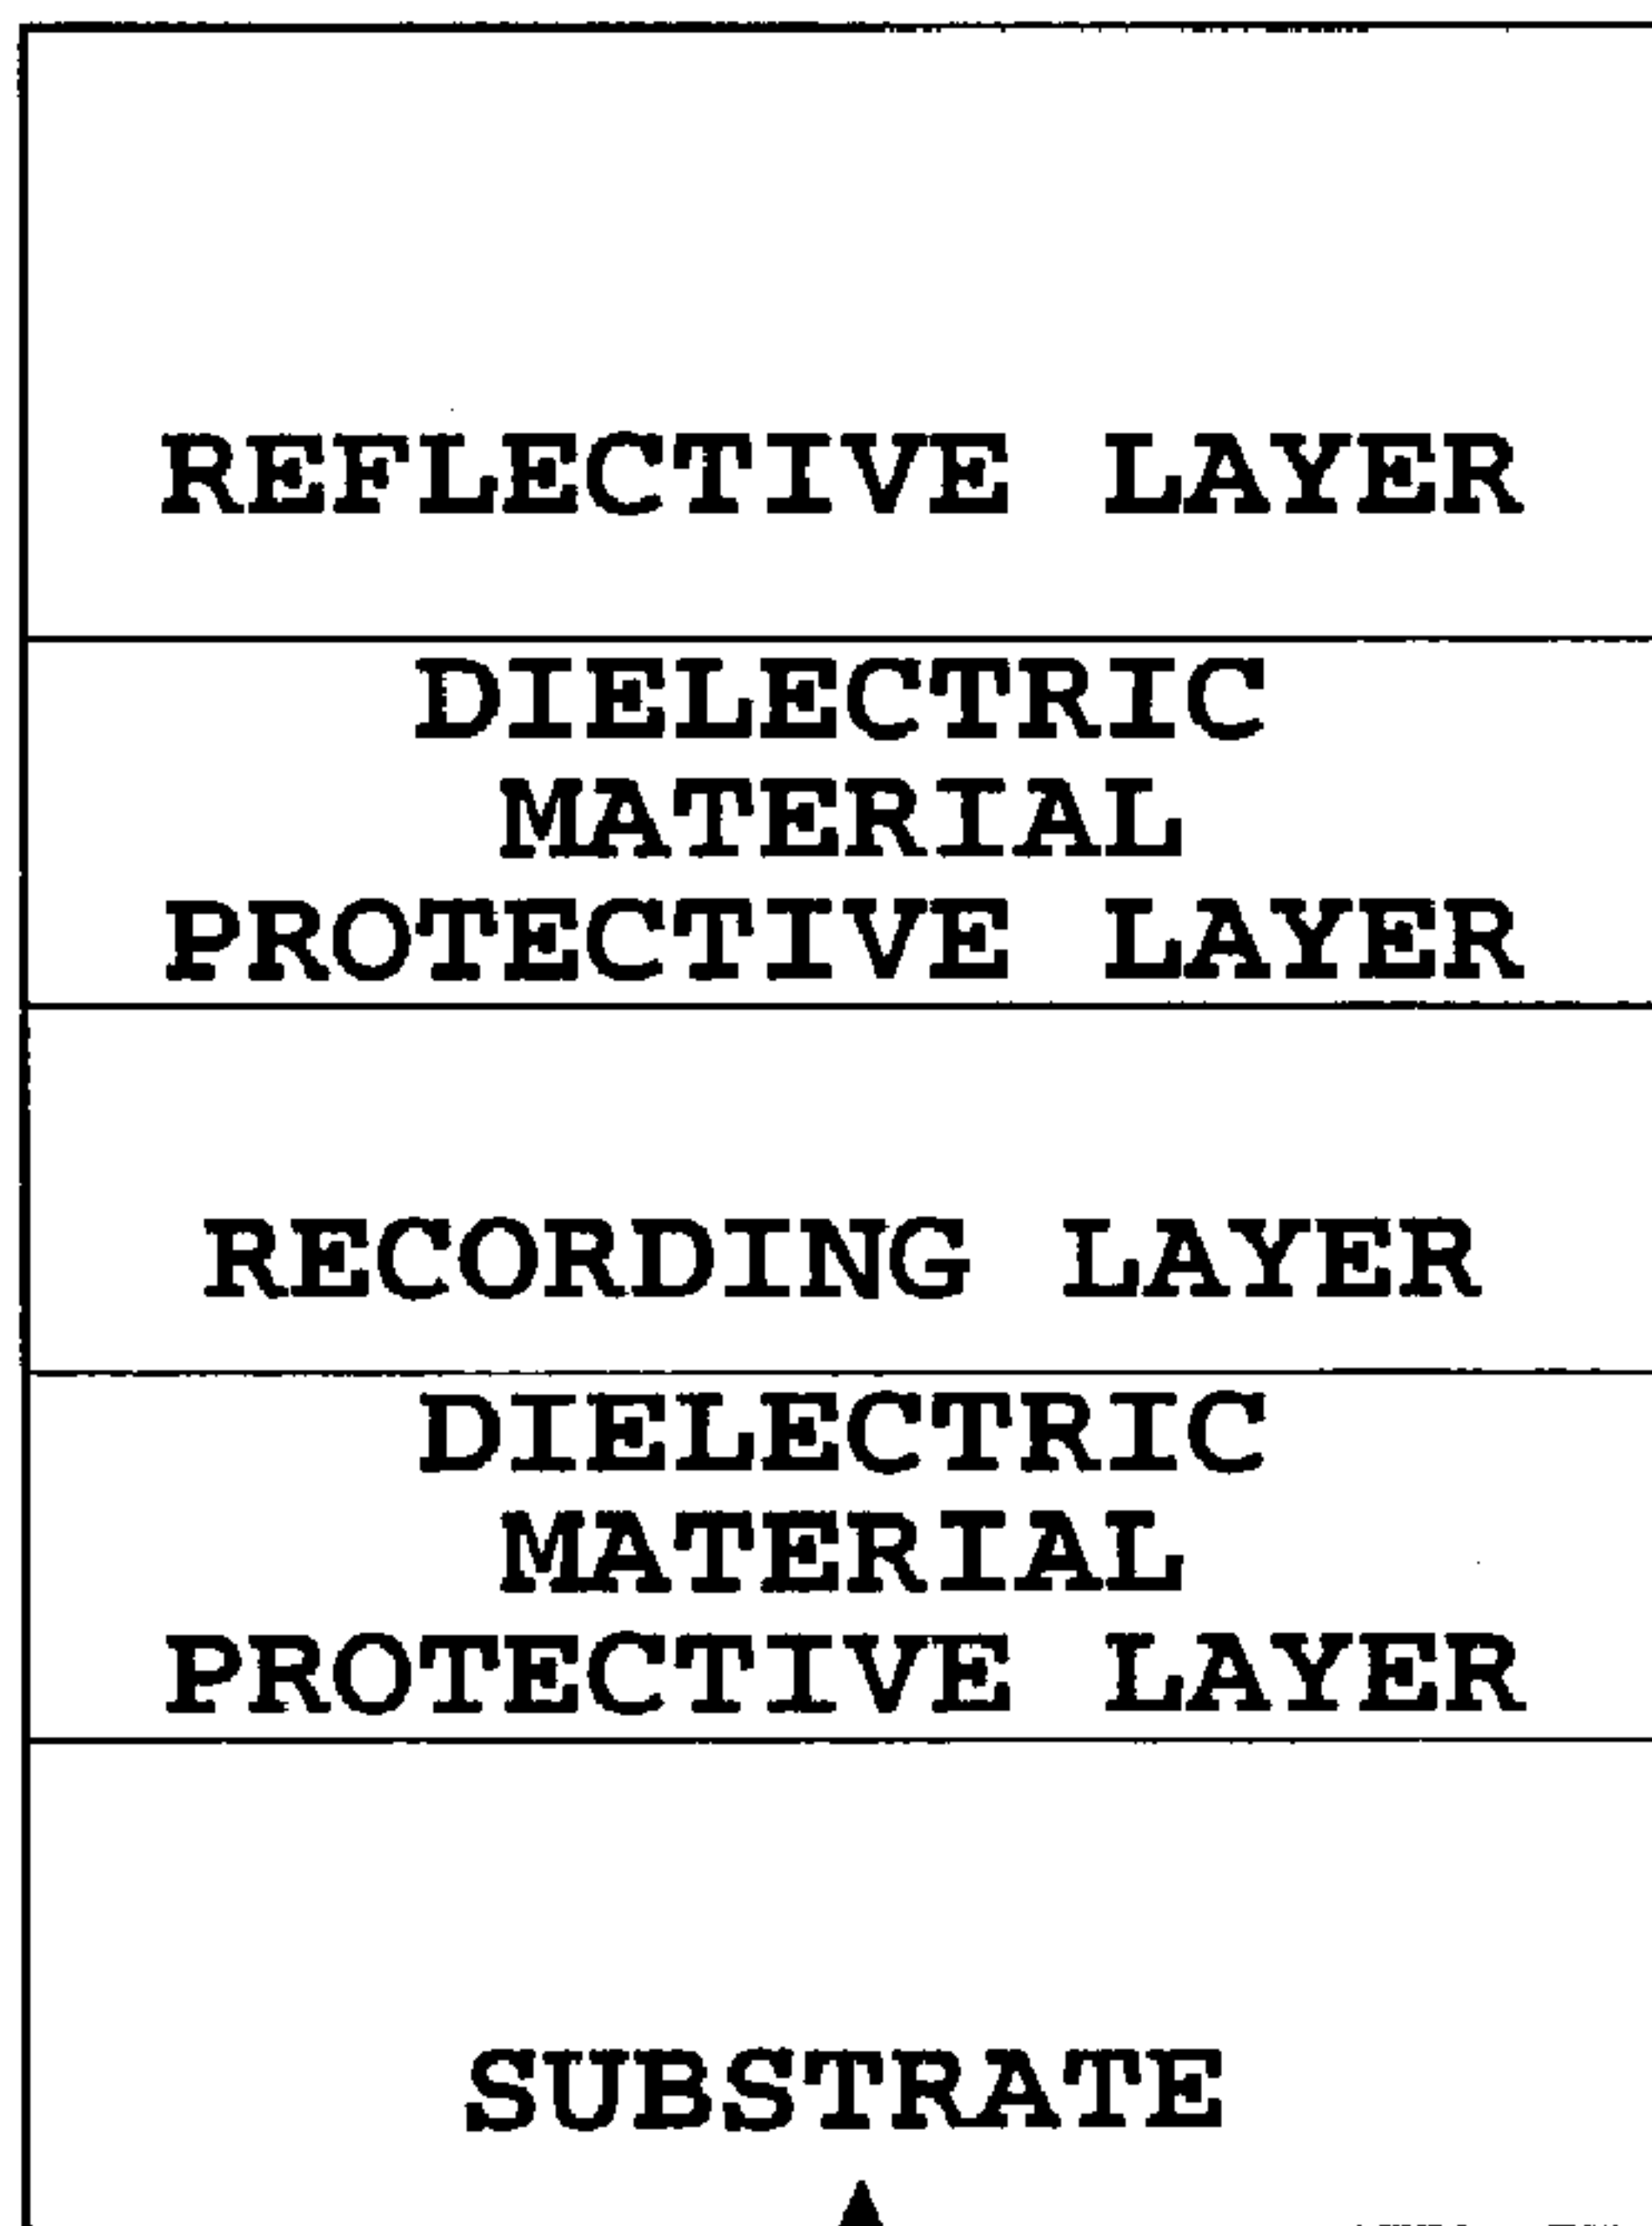 REFLECTIVE LAYER
DIELECTRIC
MATERIAL
PROTECTIVE LAYER
RECORDING LAYER
DIELECTRIC
MATERIAL
PROTECTIVE LAYER
SUBSTRATE